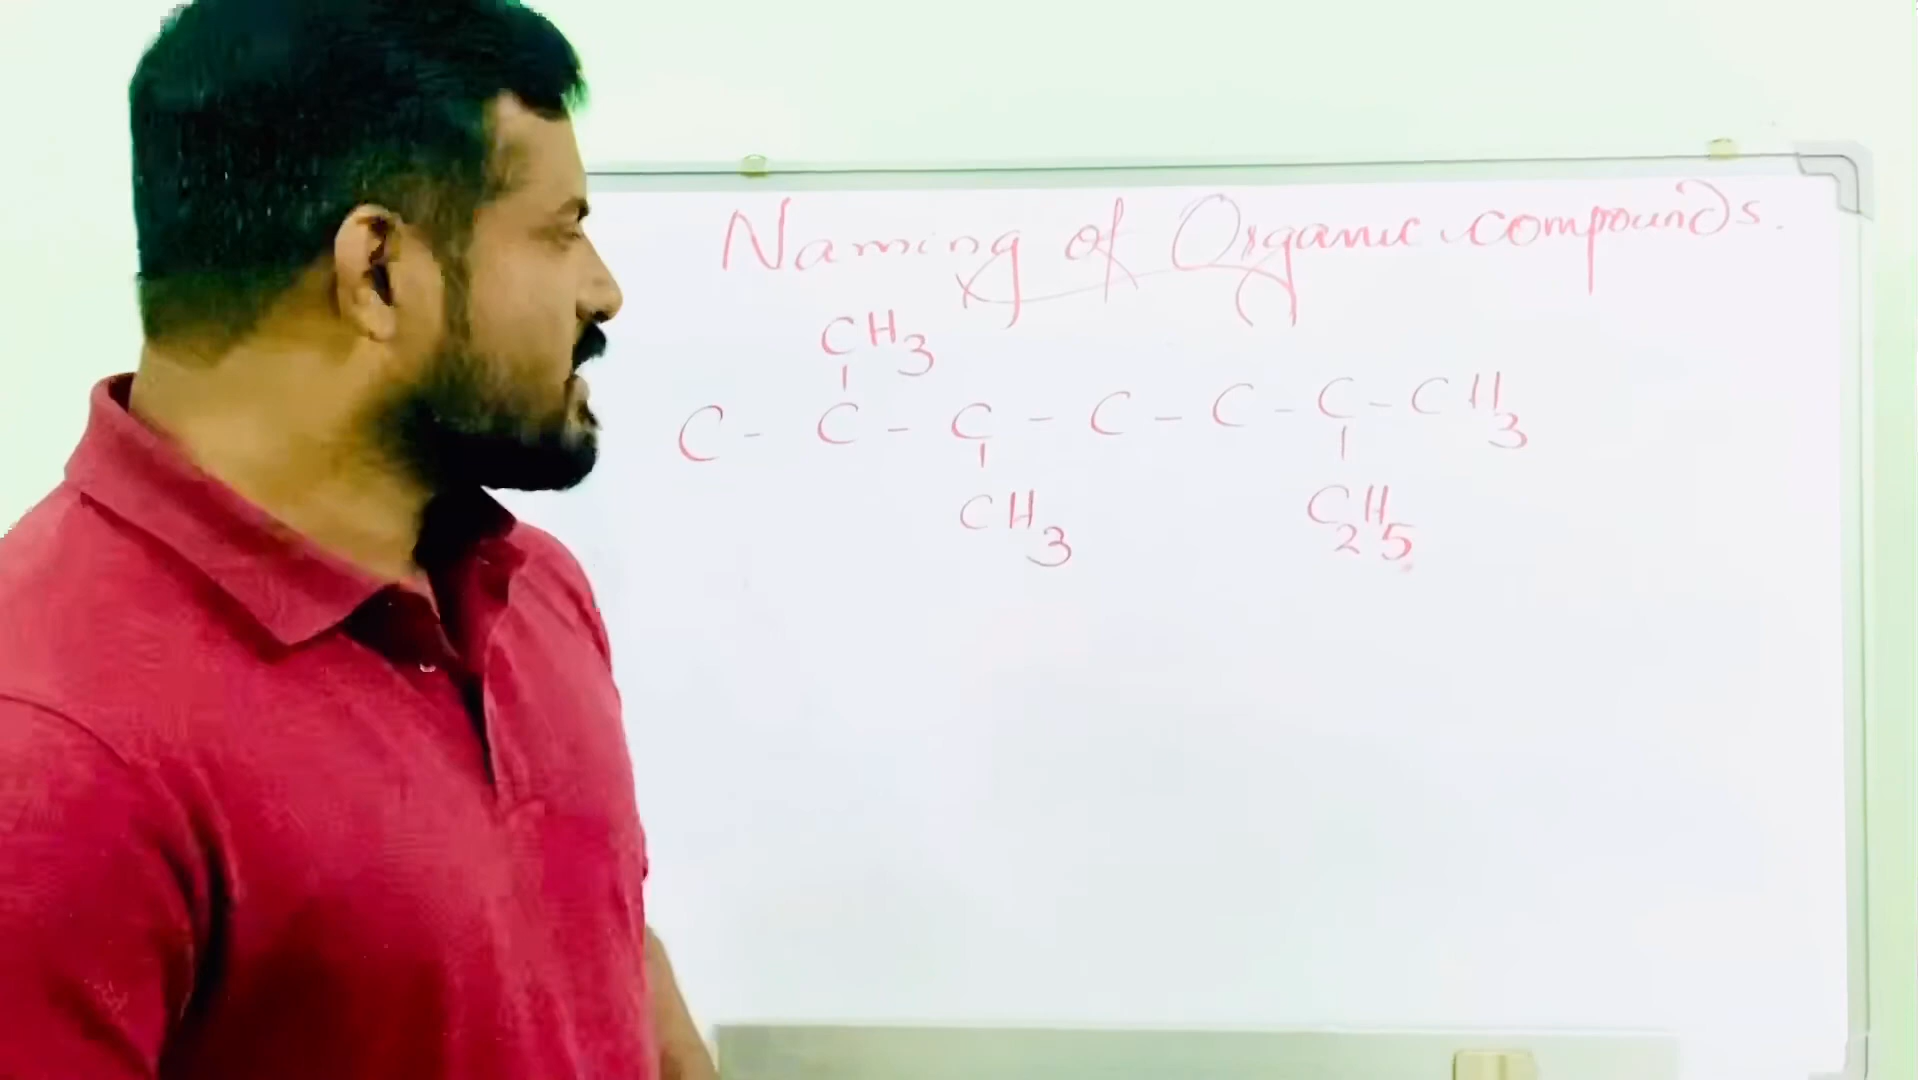 Naming of Organic compounds.
CH3
C - C - C - C - C - C - CH3
CH3 C2H5